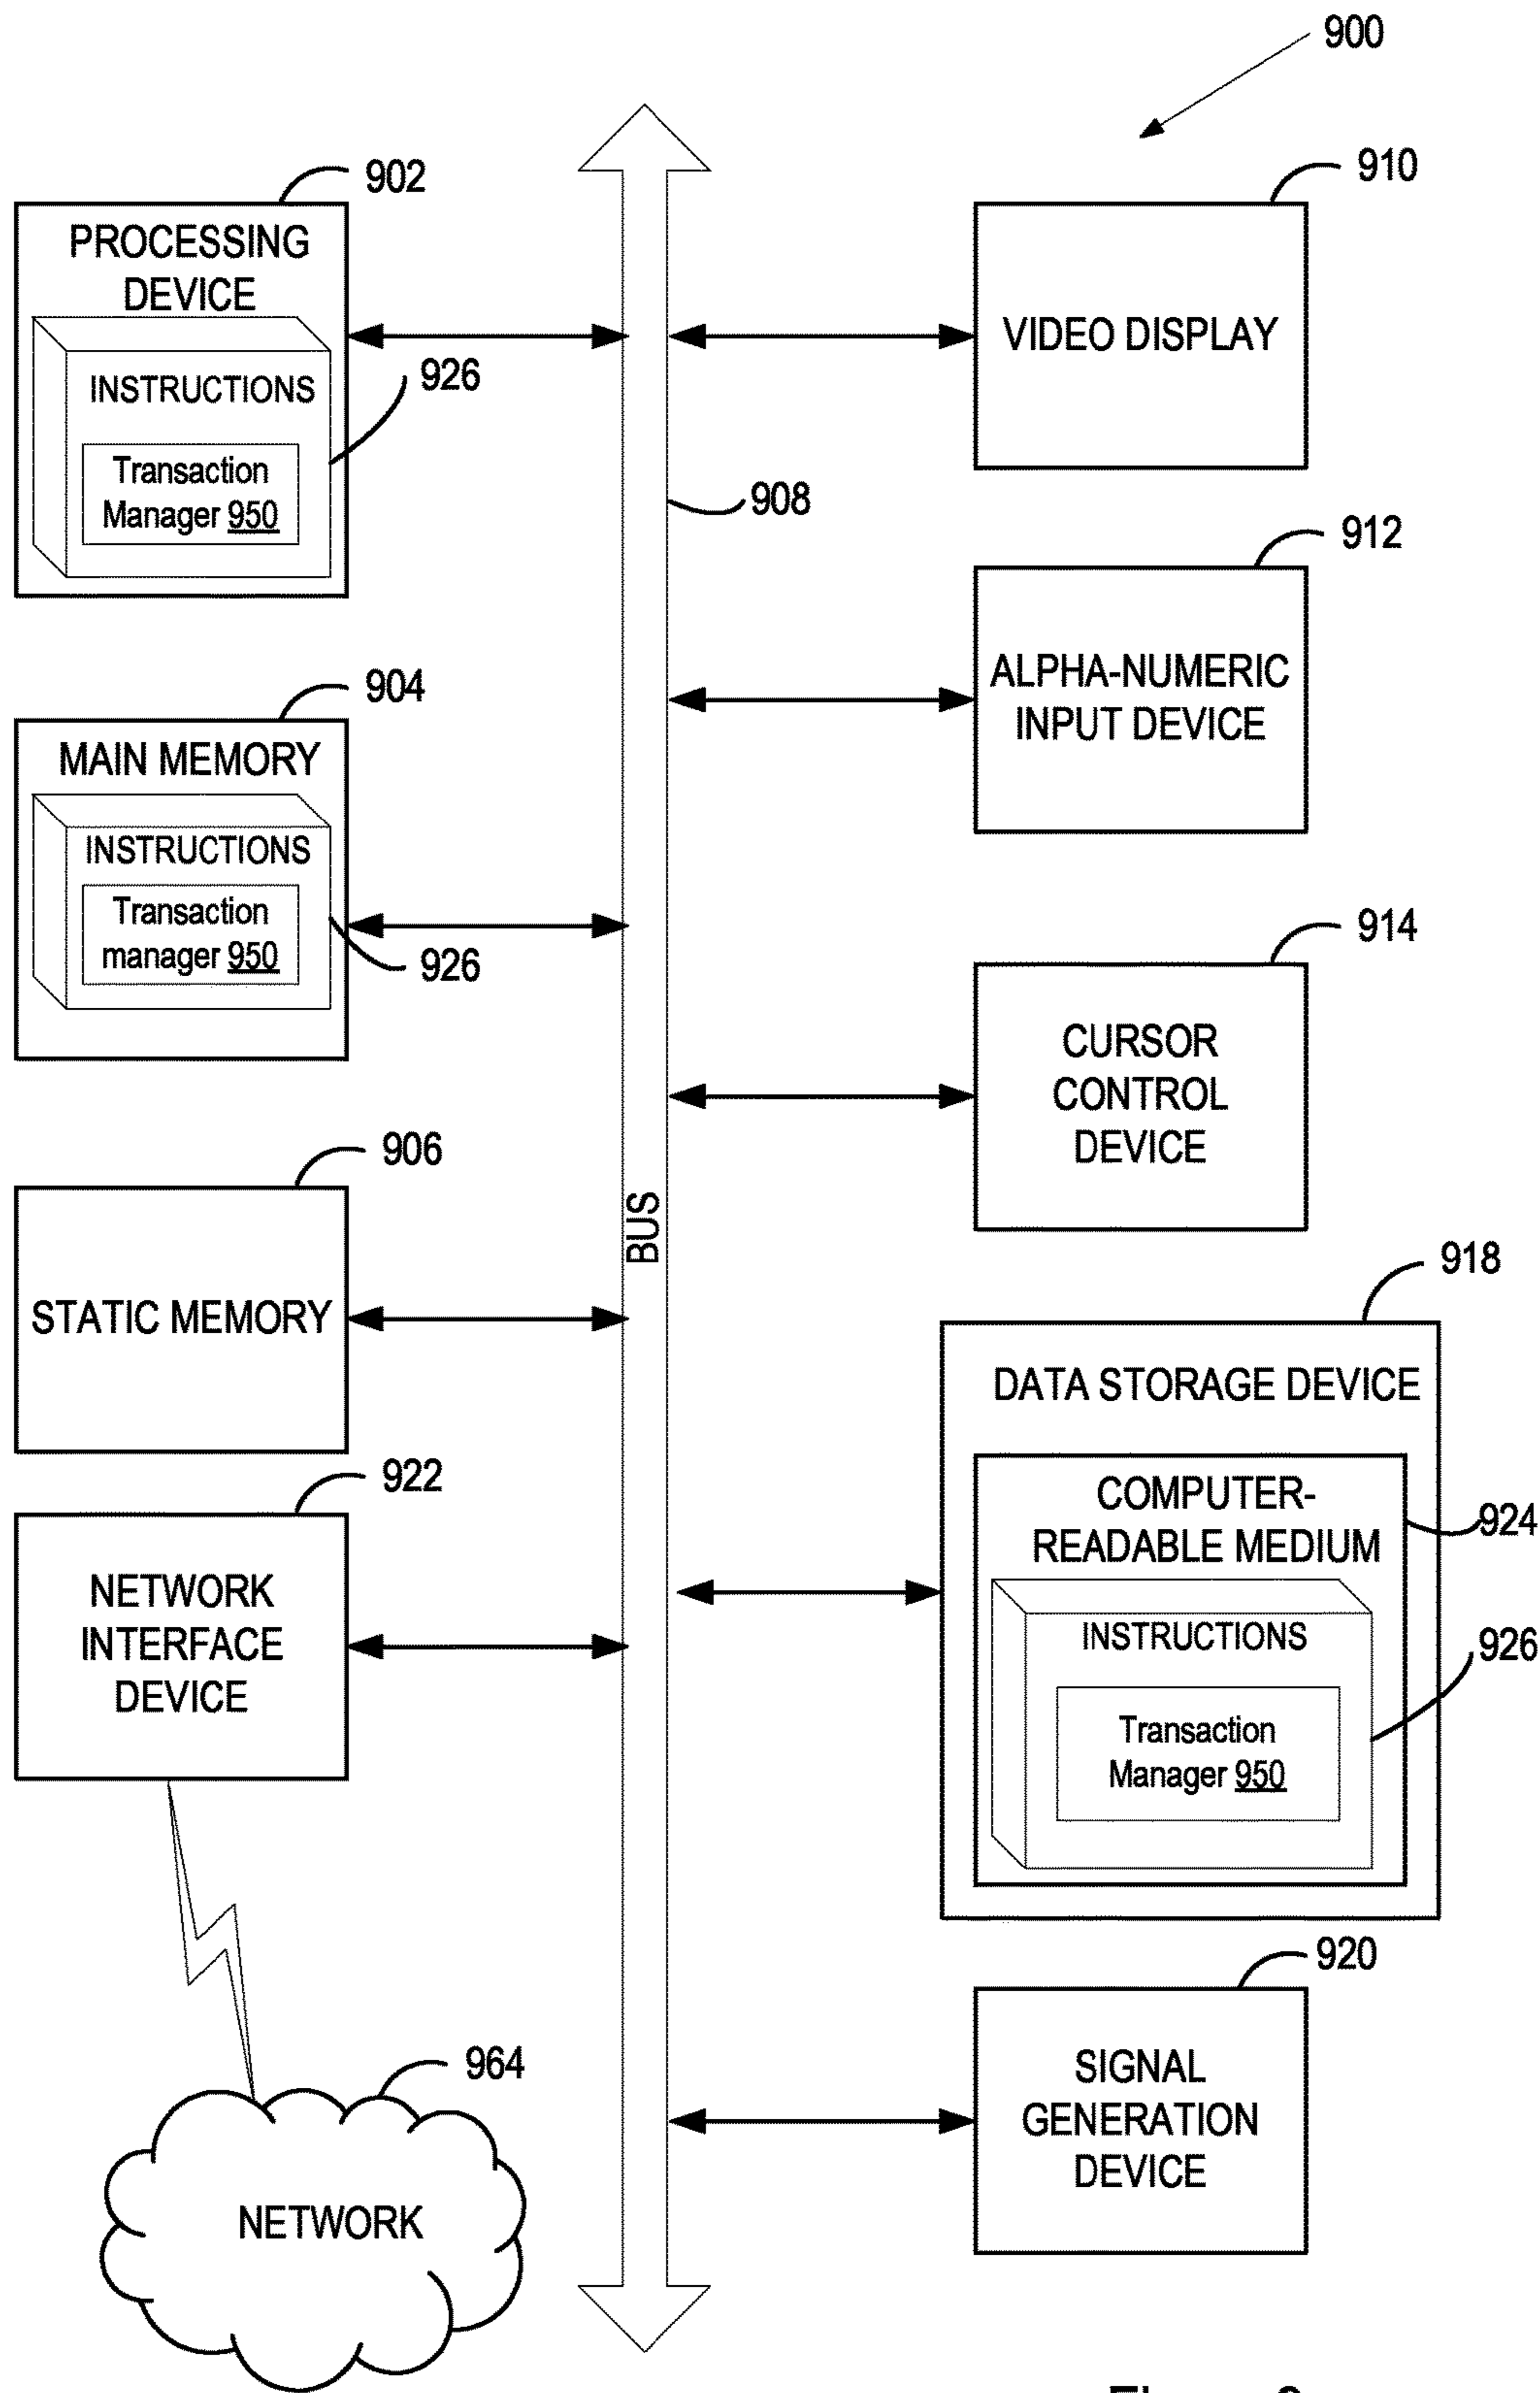 900
902
PROCESSING
DEVICE
INSTRUCTIONS
926
Transaction
Manager 950
910
VIDEO DISPLAY
908
912
ALPHA-NUMERIC
INPUT DEVICE
904
MAIN MEMORY
INSTRUCTIONS
Transaction
manager 950
926
914
CURSOR
CONTROL
DEVICE
906
STATIC MEMORY
BUS
918
DATA STORAGE DEVICE
COMPUTER-
READABLE MEDIUM
924
INSTRUCTIONS
926
Transaction
Manager 950
922
NETWORK
INTERFACE
DEVICE
920
SIGNAL
GENERATION
DEVICE
964
NETWORK